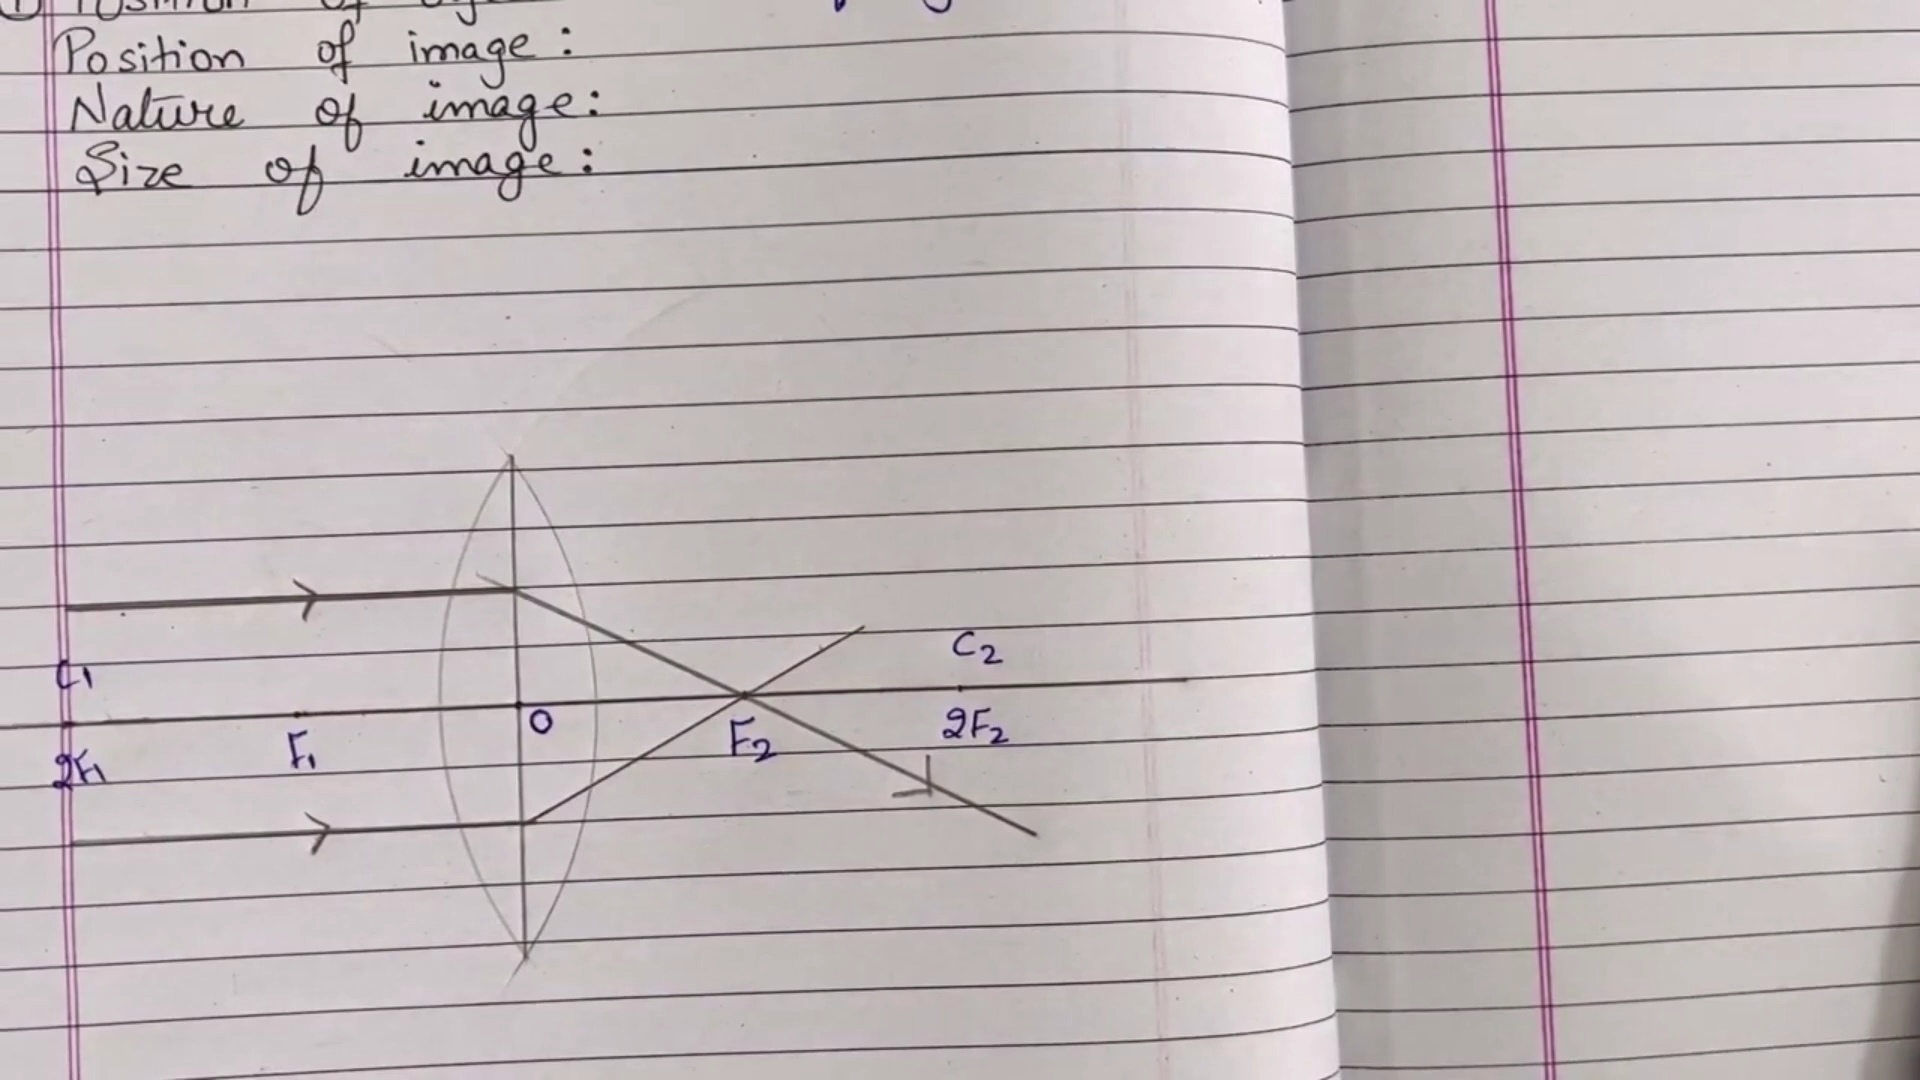 Position of image:
Nature of image:
Size of image:
C1
C2
O
2F1
F1
F2
2F2